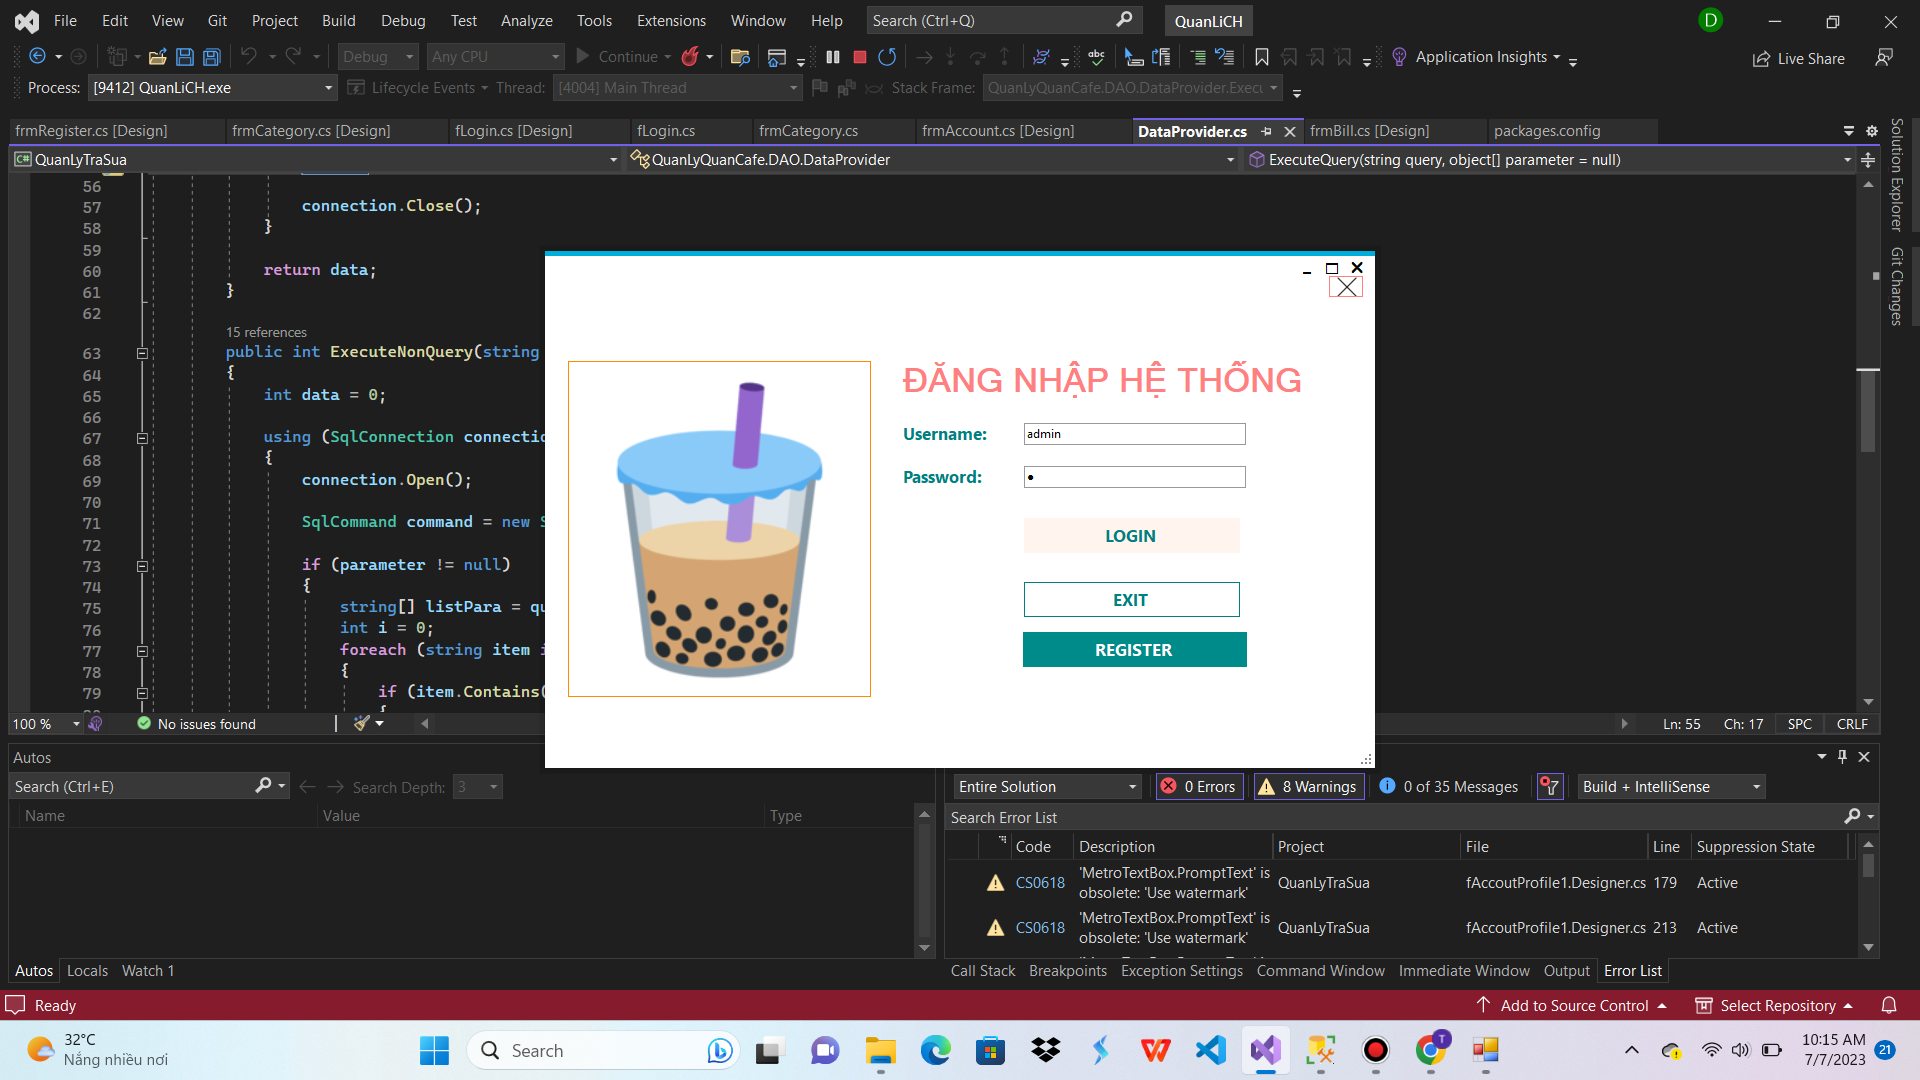 File Edit View Git Project Build Debug Test Analyze Tools Extensions Window Help Search (Ctrl+Q) QuanLiCH D
Debug Any CPU Continue abc Application Insights Live Share
Process: [9412] QuanLiCH.exe Lifecycle Events Thread: [4004] Main Thread Stack Frame: QuanLyQuanCafe.DAO.DataProvider.Execu
frmRegister.cs [Design] frmCategory.cs [Design] fLogin.cs [Design] fLogin.cs frmCategory.cs frmAccount.cs [Design] DataProvider.cs frmBill.cs [Design] packages.config
C# QuanLyTraSua QuanLyQuanCafe.DAO.DataProvider ExecuteQuery(string query, object[] parameter = null)
Solution Explorer
Git Changes
56
57 connection.Close();
58 }
59
60 return data;
61 }
62
15 references
63 public int ExecuteNonQuery(string
64 {
65 int data = 0;
66
67 using (SqlConnection connectio
68 {
69 connection.Open();
70
71 SqlCommand command = new S
72
73 if (parameter != null)
74 {
75 string[] listPara = qu
76 int i = 0;
77 foreach (string item i
78 {
79 if (item.Contains(
{
ĐĂNG NHẬP HỆ THỐNG
Username: admin
Password: •
LOGIN
EXIT
REGISTER
100 % No issues found Ln: 55 Ch: 17 SPC CRLF
Autos
Search (Ctrl+E) Search Depth: 3
Name Value Type
Autos Locals Watch 1
Entire Solution 0 Errors 8 Warnings 0 of 35 Messages Build + IntelliSense
Search Error List
Code Description Project File Line Suppression State
CS0618 'MetroTextBox.PromptText' is obsolete: 'Use watermark' QuanLyTraSua fAccoutProfile1.Designer.cs 179 Active
CS0618 'MetroTextBox.PromptText' is obsolete: 'Use watermark' QuanLyTraSua fAccoutProfile1.Designer.cs 213 Active
Call Stack Breakpoints Exception Settings Command Window Immediate Window Output Error List
Ready Add to Source Control Select Repository
32°C
Nắng nhiều nơi
Search
T
10:15 AM
7/7/2023
21